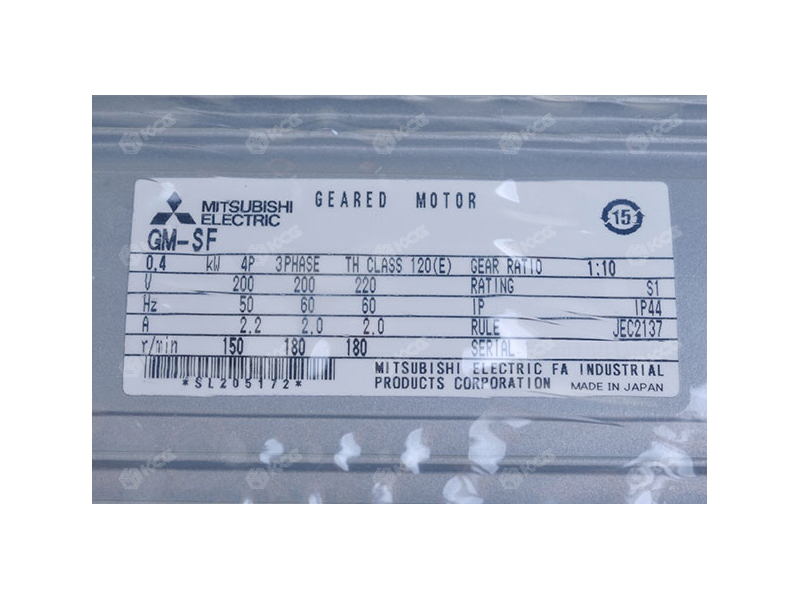 MITSUBISHI ELECTRIC GEARED MOTOR 15
GM-SF
0.4 kW 4P 3PHASE TH CLASS 120(E) GEAR RATIO 1:10
V 200 200 220 RATING S1
Hz 50 60 60 IP IP44
A 2.2 2.0 2.0 RULE JEC2137
r/min 150 180 180 SERIAL
*SL205172*
MITSUBISHI ELECTRIC FA INDUSTRIAL
PRODUCTS CORPORATION MADE IN JAPAN